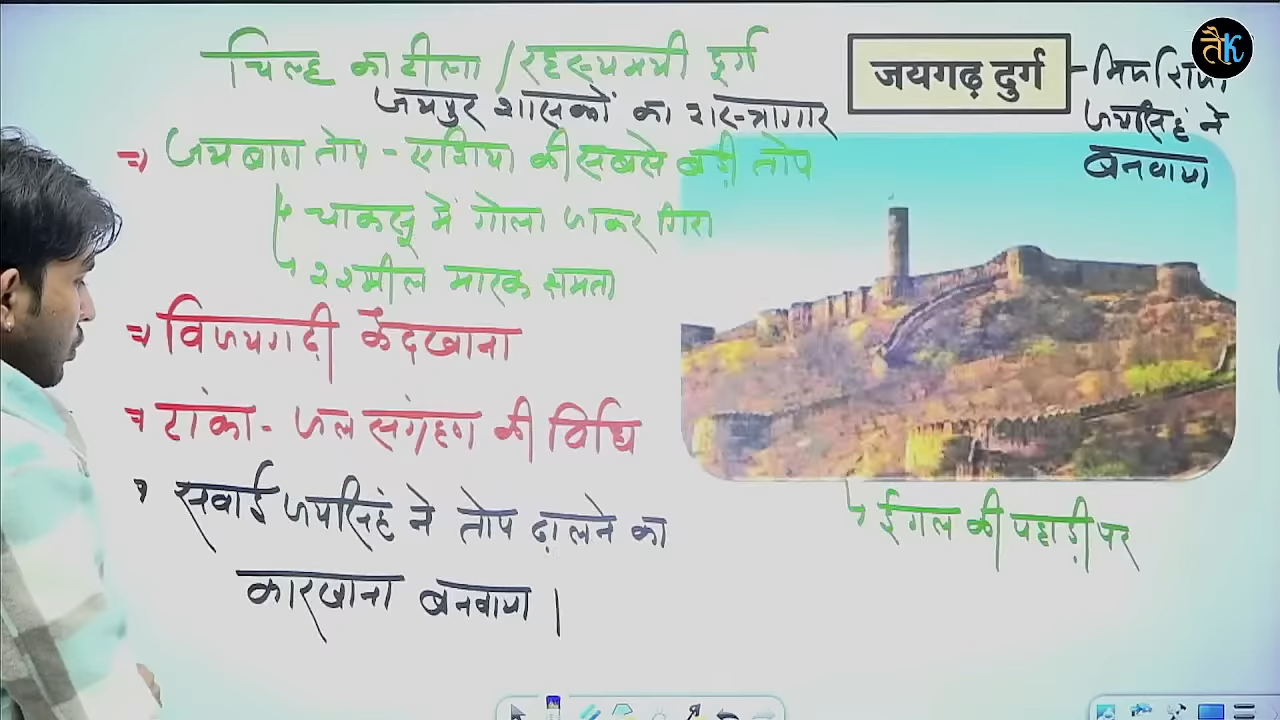 चिल्ह का टीला / रहस्यमयी दुर्ग
जयपुर शासकों का शस्त्रागार
जयगढ़ दुर्ग
- मिर्जा राजा
जयसिंह ने
बनवाया
तैK
⇒ जयबाण तोप - एशिया की सबसे बड़ी तोप
↳ चाकसू में गोला जाकर गिरा
↳ २२मील मारक क्षमता
⇒ विजयगढ़ी कैदखाना
→ टांका - जल संग्रहण की विधि
→ सवाई जयसिंह ने तोप ढ़ालने का
कारखाना बनवाया ।
↳ ईगल की पहाड़ी पर